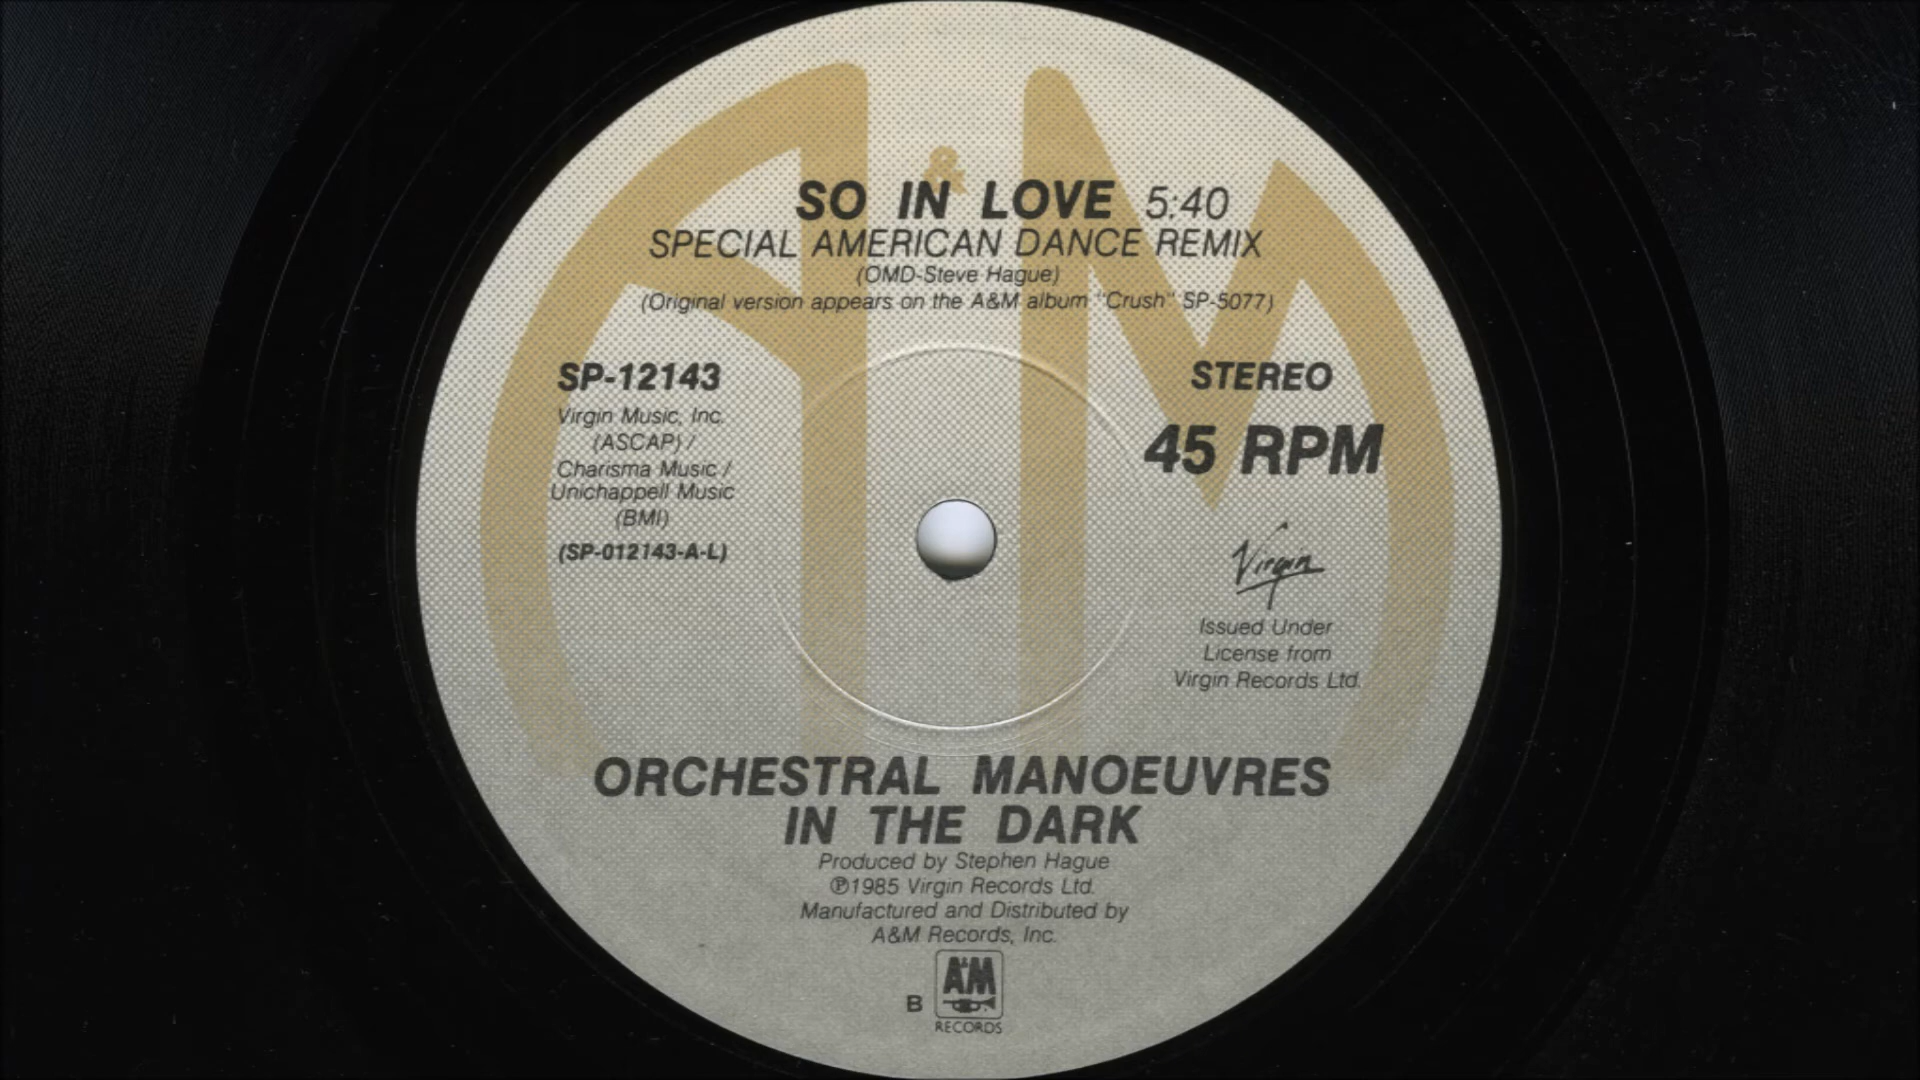 A & M
SO IN LOVE 5:40
SPECIAL AMERICAN DANCE REMIX
(OMD-Steve Hague)
(Original version appears on the A&M album "Crush" SP-5077)
SP-12143
Virgin Music, Inc.
(ASCAP) /
Charisma Music /
Unichappell Music
(BMI)
(SP-012143-A-L)
STEREO
45 RPM
Virgin
Issued Under
License from
Virgin Records Ltd.
ORCHESTRAL MANOEUVRES
IN THE DARK
Produced by Stephen Hague
℗1985 Virgin Records Ltd.
Manufactured and Distributed by
A&M Records, Inc.
B
A&M
RECORDS